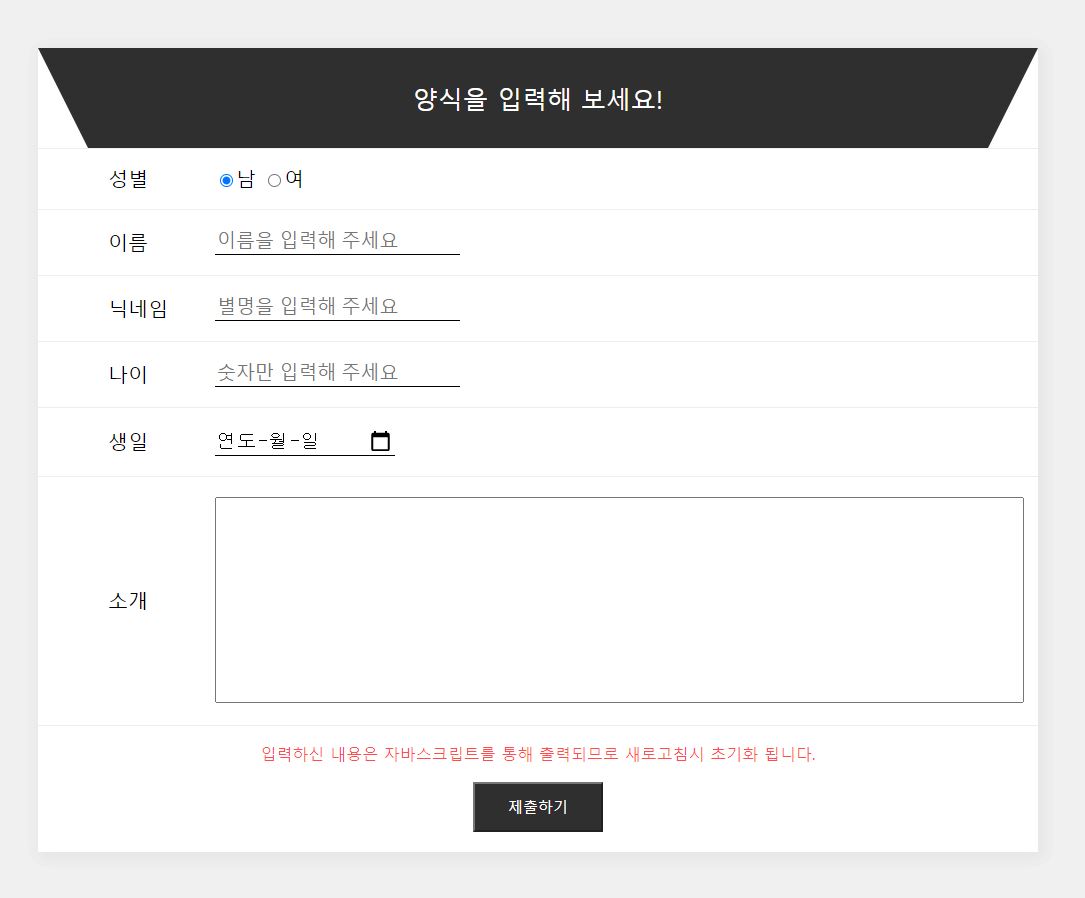 양식을 입력해 보세요!
성별 남 여
이름 이름을 입력해 주세요
닉네임 별명을 입력해 주세요
나이 숫자만 입력해 주세요
생일 연도-월-일
소개
입력하신 내용은 자바스크립트를 통해 출력되므로 새로고침시 초기화 됩니다.
제출하기